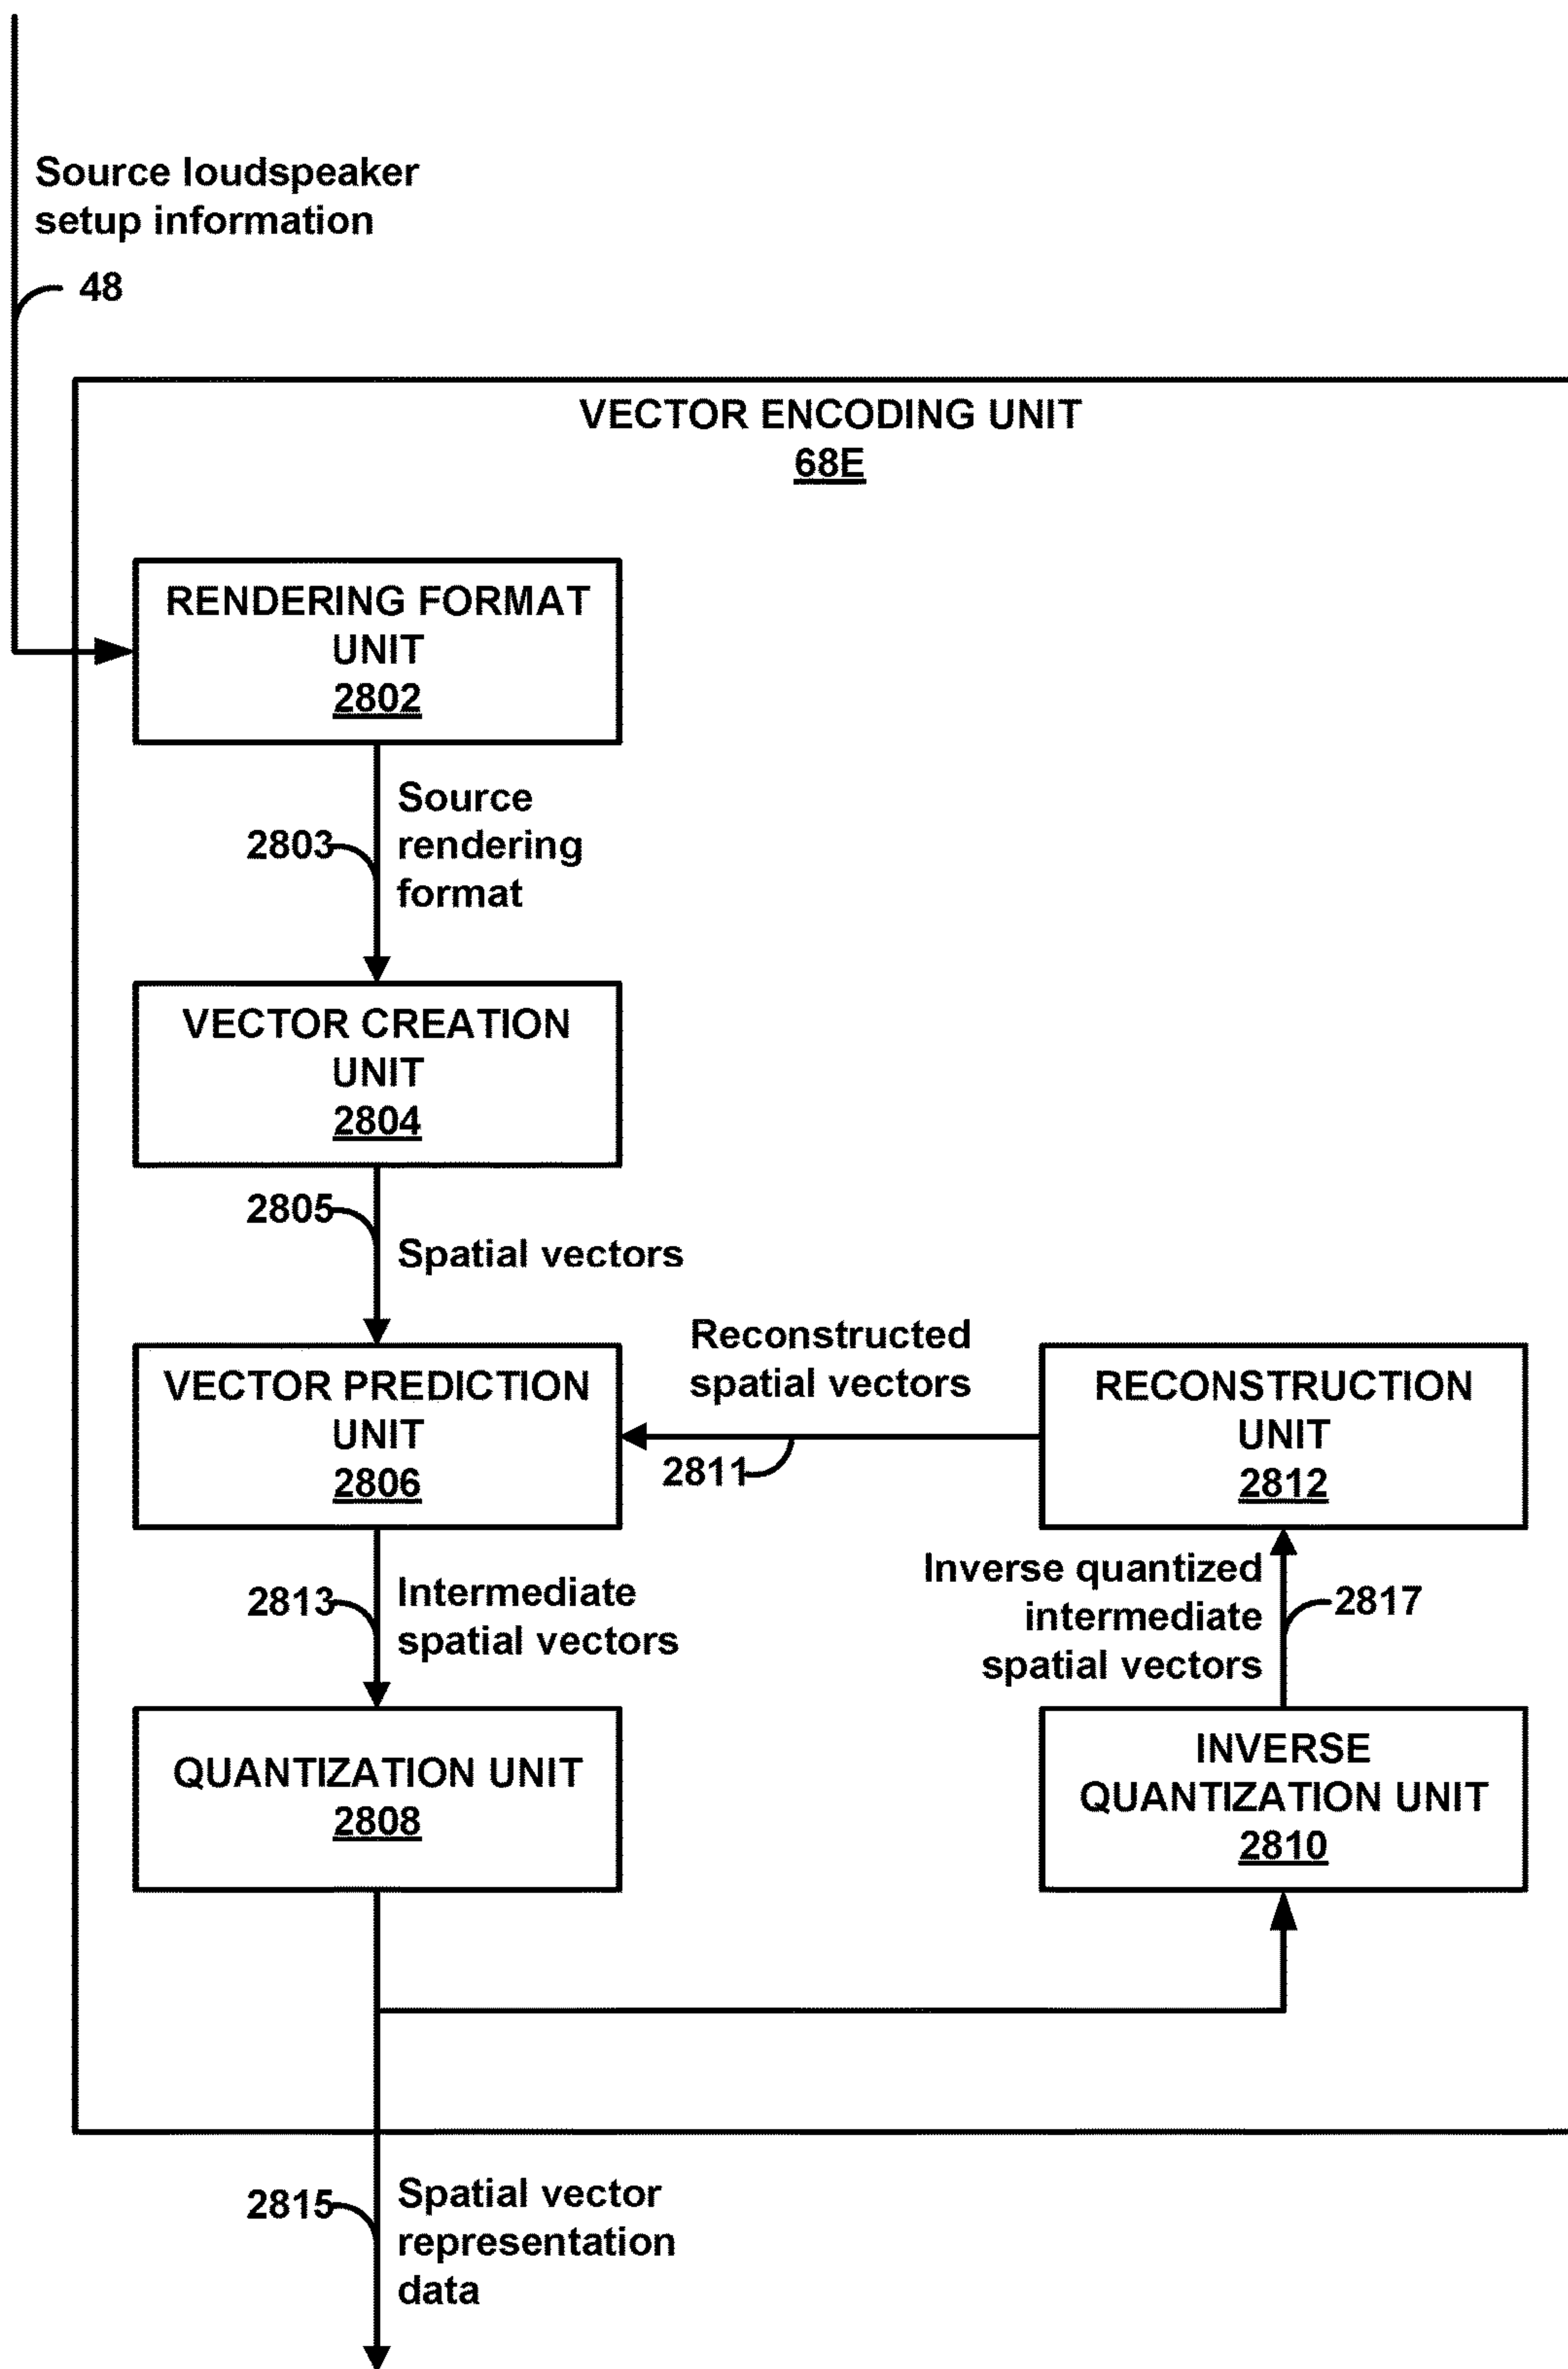 Source loudspeaker
setup information
48
VECTOR ENCODING UNIT
68E
RENDERING FORMAT
UNIT
2802
2803
Source
rendering
format
VECTOR CREATION
UNIT
2804
2805
Spatial vectors
VECTOR PREDICTION
UNIT
2806
Reconstructed
spatial vectors
2811
RECONSTRUCTION
UNIT
2812
2813
Intermediate
spatial vectors
Inverse quantized
intermediate
spatial vectors
2817
QUANTIZATION UNIT
2808
INVERSE
QUANTIZATION UNIT
2810
2815
Spatial vector
representation
data